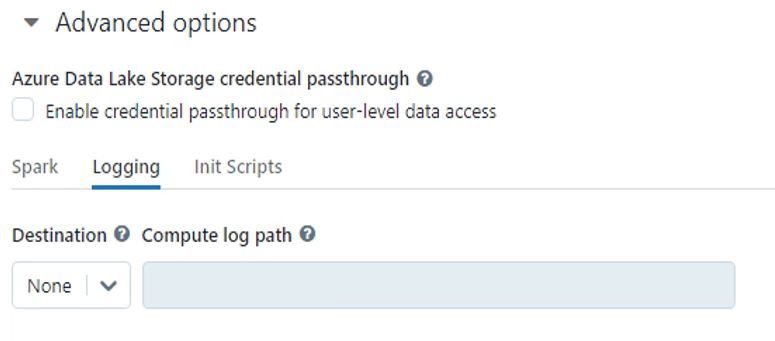 Advanced options
Azure Data Lake Storage credential passthrough ?
Enable credential passthrough for user-level data access
Spark Logging Init Scripts
Destination ? Compute log path ?
None